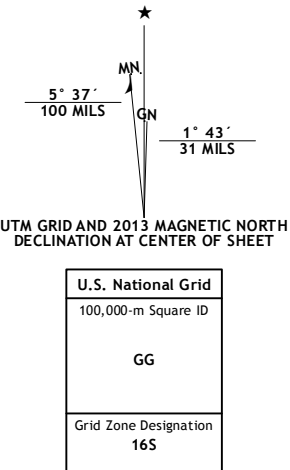 ★
MN.
5° 37´
100 MILS
GN
1° 43´
31 MILS
UTM GRID AND 2013 MAGNETIC NORTH
DECLINATION AT CENTER OF SHEET
U.S. National Grid
100,000-m Square ID
GG
Grid Zone Designation
16S